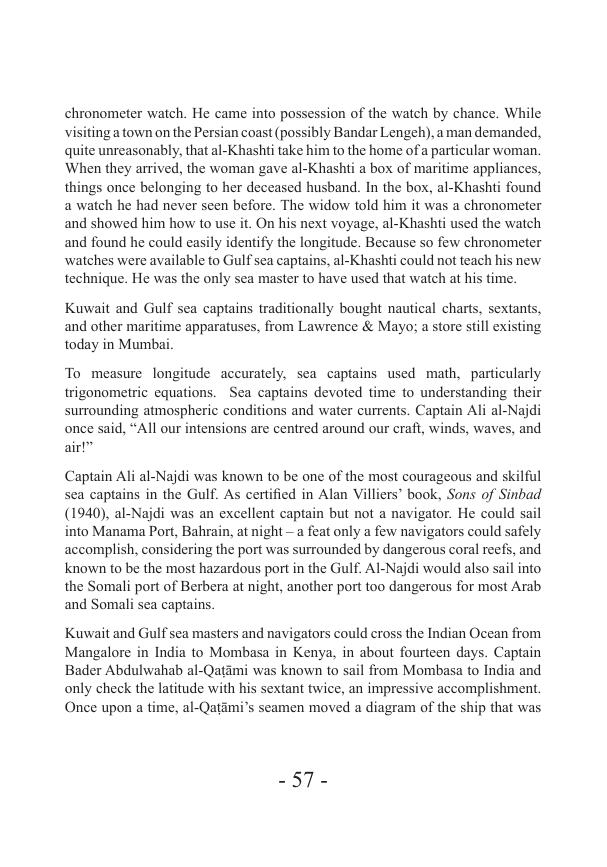 chronometer watch. He came into possession of the watch by chance. While
visiting a town on the Persian coast (possibly Bandar Lengeh), a man demanded,
quite unreasonably, that al-Khashti take him to the home of a particular woman.
When they arrived, the woman gave al-Khashti a box of maritime appliances,
things once belonging to her deceased husband. In the box, al-Khashti found
a watch he had never seen before. The widow told him it was a chronometer
and showed him how to use it. On his next voyage, al-Khashti used the watch
and found he could easily identify the longitude. Because so few chronometer
watches were available to Gulf sea captains, al-Khashti could not teach his new
technique. He was the only sea master to have used that watch at his time.
Kuwait and Gulf sea captains traditionally bought nautical charts, sextants,
and other maritime apparatuses, from Lawrence & Mayo; a store still existing
today in Mumbai.
To measure longitude accurately, sea captains used math, particularly
trigonometric equations.  Sea captains devoted time to understanding their
surrounding atmospheric conditions and water currents. Captain Ali al-Najdi
once said, “All our intensions are centred around our craft, winds, waves, and
air!”
Captain Ali al-Najdi was known to be one of the most courageous and skilful
sea captains in the Gulf. As certified in Alan Villiers’ book, Sons of Sinbad
(1940), al-Najdi was an excellent captain but not a navigator. He could sail
into Manama Port, Bahrain, at night – a feat only a few navigators could safely
accomplish, considering the port was surrounded by dangerous coral reefs, and
known to be the most hazardous port in the Gulf. Al-Najdi would also sail into
the Somali port of Berbera at night, another port too dangerous for most Arab
and Somali sea captains.
Kuwait and Gulf sea masters and navigators could cross the Indian Ocean from
Mangalore in India to Mombasa in Kenya, in about fourteen days. Captain
Bader Abdulwahab al-Qaṭāmi was known to sail from Mombasa to India and
only check the latitude with his sextant twice, an impressive accomplishment.
Once upon a time, al-Qaṭāmi’s seamen moved a diagram of the ship that was
- 57 -